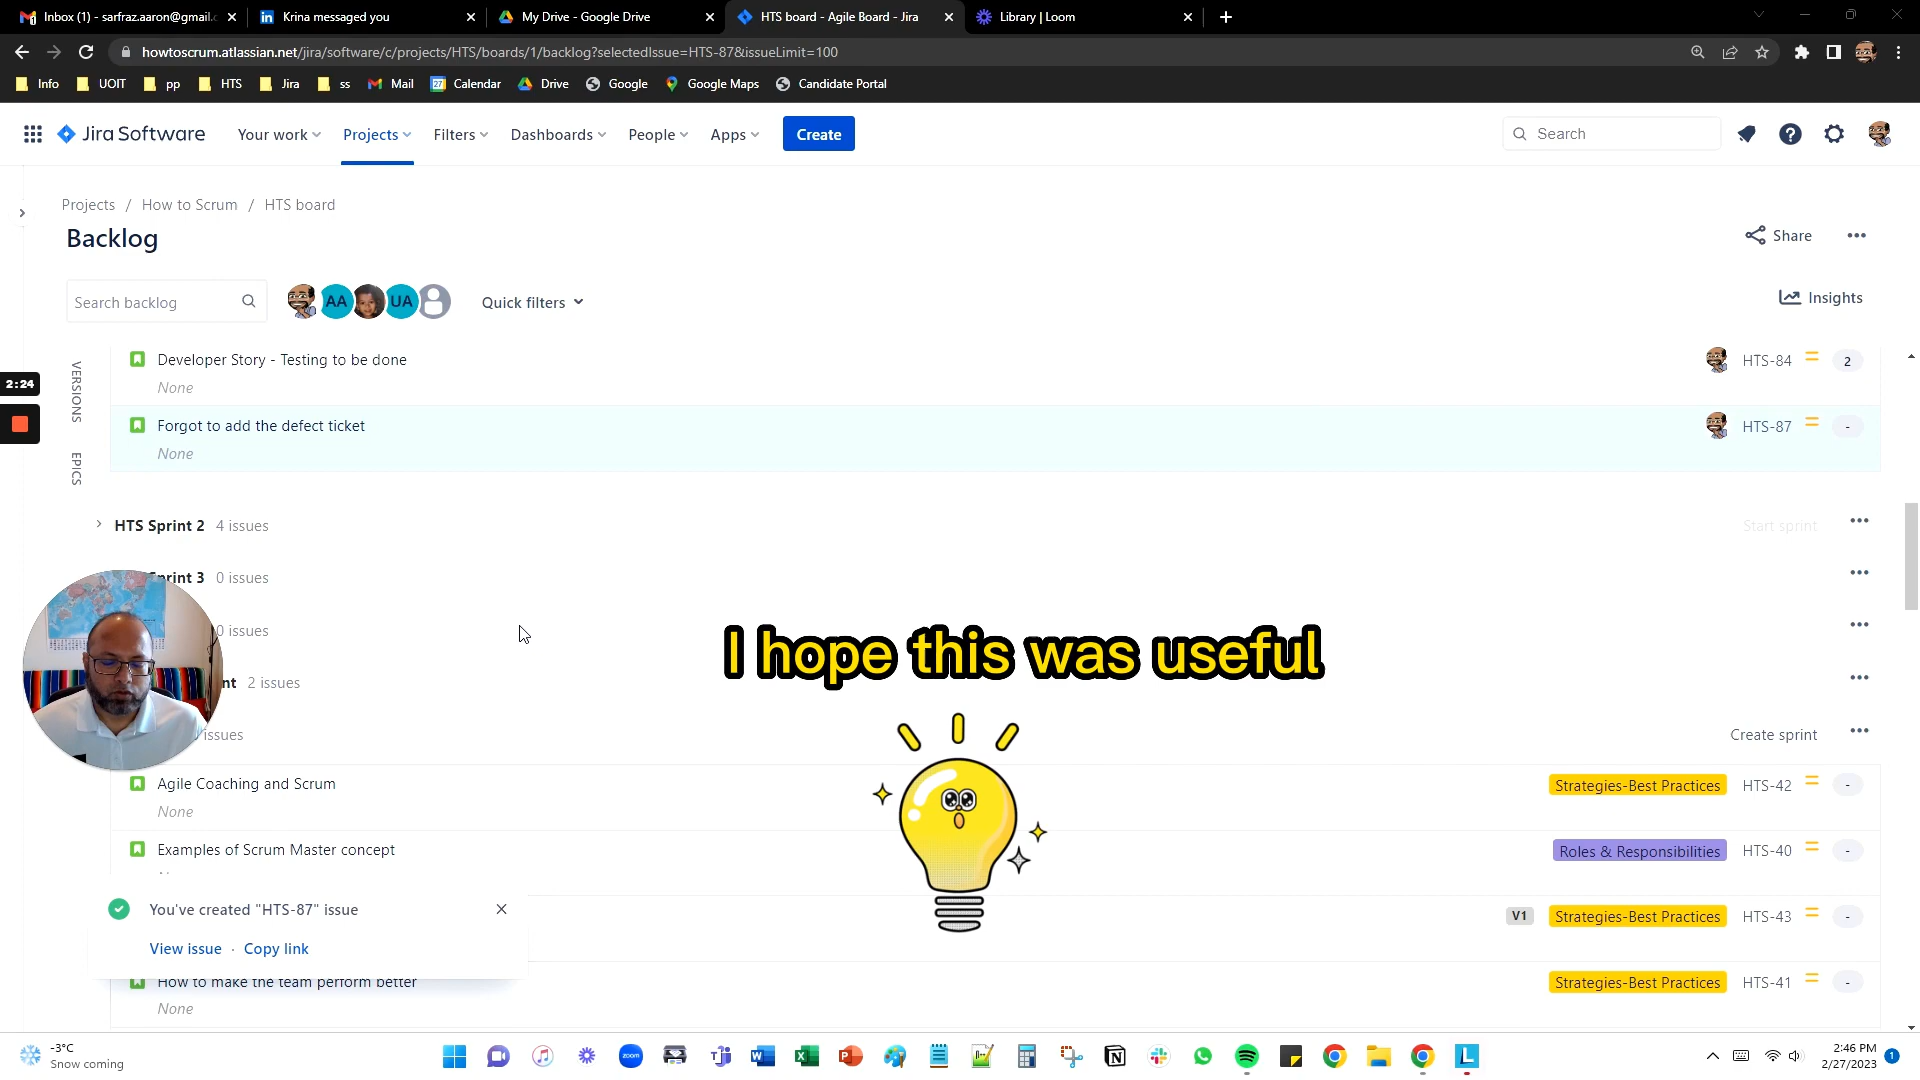 Inbox (1) - sarfraz.aaron@gmail.c
Krina messaged you
My Drive - Google Drive
HTS board - Agile Board - Jira
Library | Loom
howtoscrum.atlassian.net/jira/software/c/projects/HTS/boards/1/backlog?selectedIssue=HTS-87&issueLimit=100
Info UOIT pp HTS Jira ss Mail Calendar Drive Google Google Maps Candidate Portal
Jira Software Your work Projects Filters Dashboards People Apps Create Search
Projects / How to Scrum / HTS board
Backlog
Share
Search backlog
AA UA
Quick filters
Insights
VERSIONS
EPICS
2:24
Developer Story - Testing to be done HTS-84 2
None
Forgot to add the defect ticket HTS-87 -
None
HTS Sprint 2 4 issues Start sprint
print 3 0 issues
0 issues
nt 2 issues
issues Create sprint
I hope this was useful
Agile Coaching and Scrum Strategies-Best Practices HTS-42 -
None
Examples of Scrum Master concept Roles & Responsibilities HTS-40 -
V1 Strategies-Best Practices HTS-43 -
You've created "HTS-87" issue
View issue · Copy link
How to make the team perform better Strategies-Best Practices HTS-41 -
None
-3°C
Snow coming
zoom
2:46 PM
2/27/2023
1